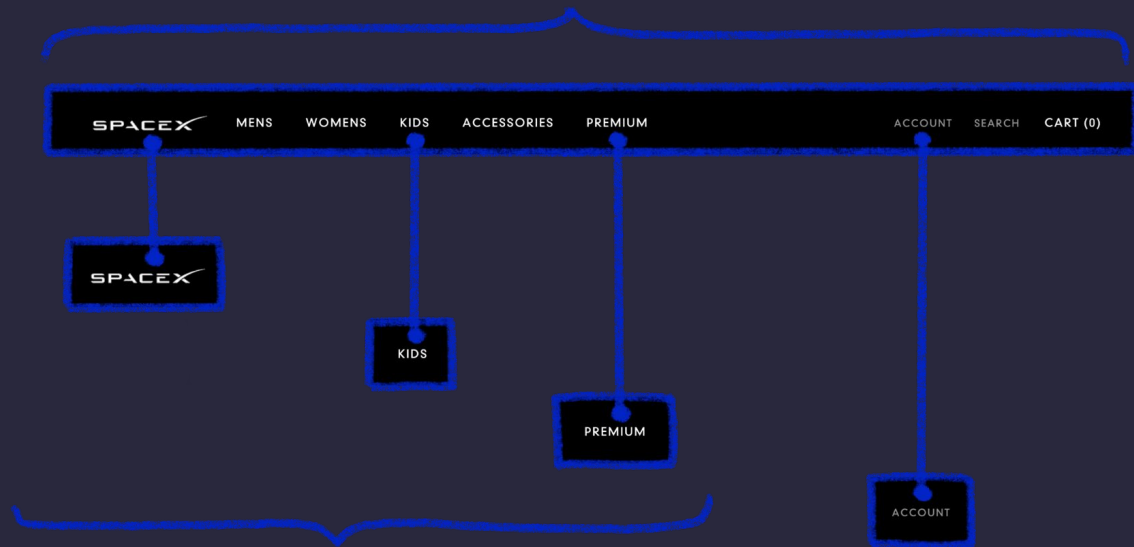 SPACEX MENS WOMENS KIDS ACCESSORIES PREMIUM ACCOUNT SEARCH CART (0)
SPACEX
KIDS
PREMIUM
ACCOUNT